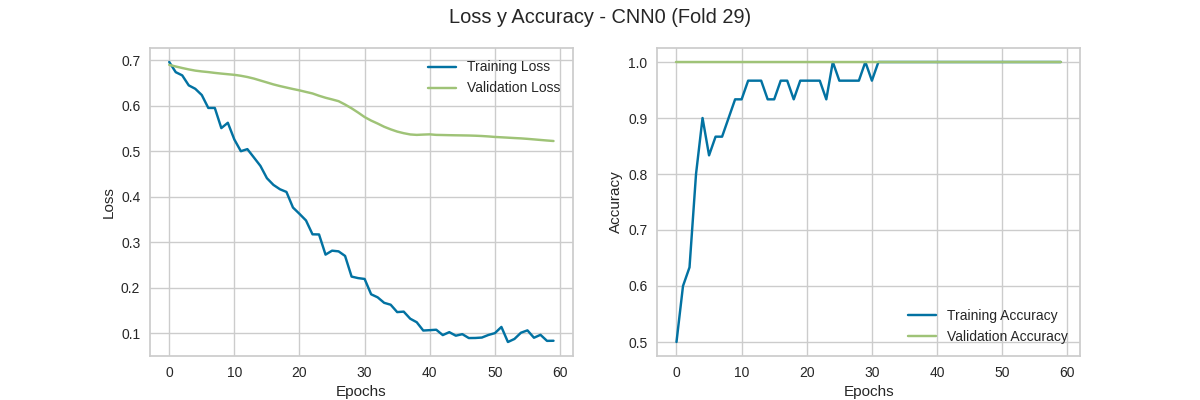 Loss y Accuracy - CNN0 (Fold 29)
0.7
0.6
0.5
0.4
0.3
0.2
0.1
Loss
0 10 20 30 40 50 60
Epochs
Training Loss
Validation Loss
1.0
0.9
0.8
0.7
0.6
0.5
Accuracy
0 10 20 30 40 50 60
Epochs
Training Accuracy
Validation Accuracy